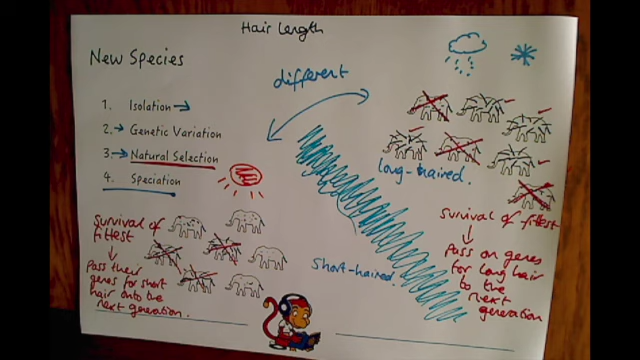 Hair Length
New Species
1. Isolation →
2. → Genetic Variation
3. → Natural Selection
4. Speciation
different
long-haired.
short-haired.
Survival of
fittest
↓
Pass their
genes for short
hair onto the
next generation.
Survival of fittest
↓
Pass on genes
for long hair
to the
next
generation